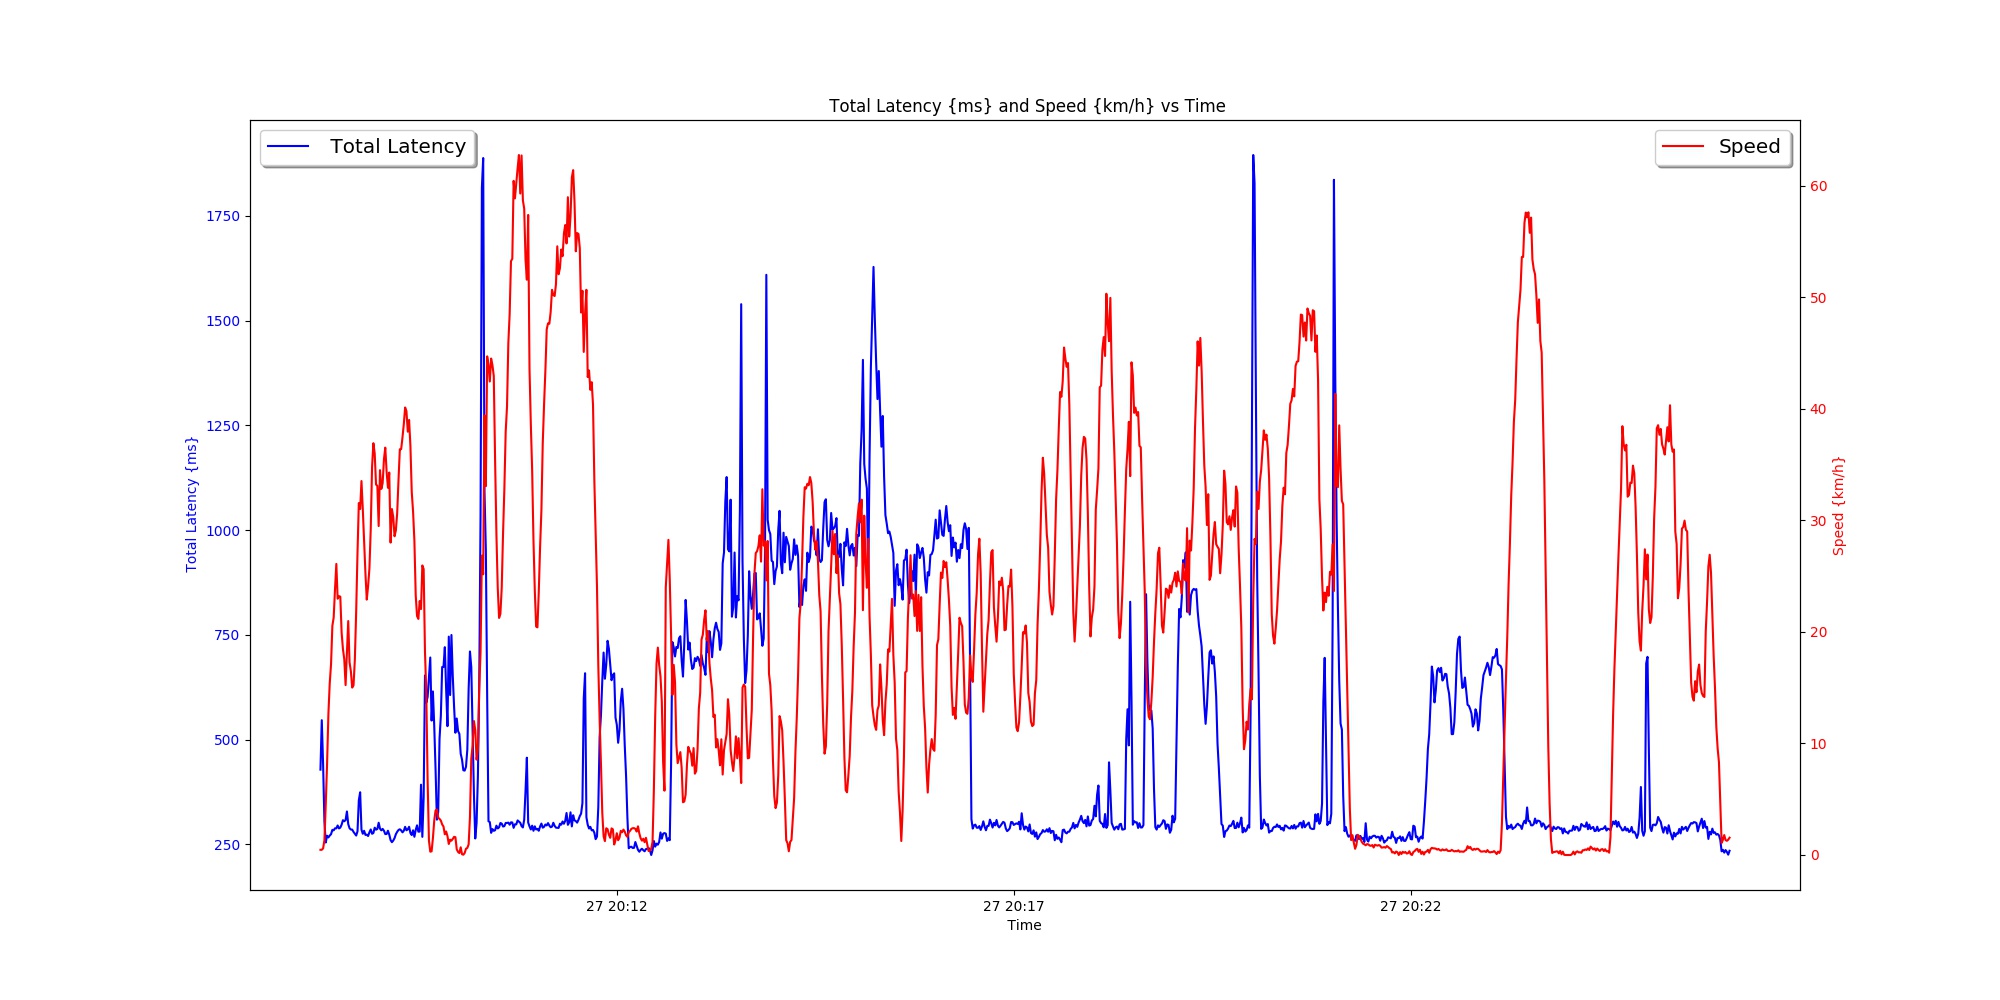 Total Latency {ms} and Speed {km/h} vs Time
Total Latency
Speed
1750
1500
1250
1000
750
500
250
Total Latency {ms}
60
50
40
30
20
10
0
Speed {km/h}
27 20:12
27 20:17
27 20:22
Time